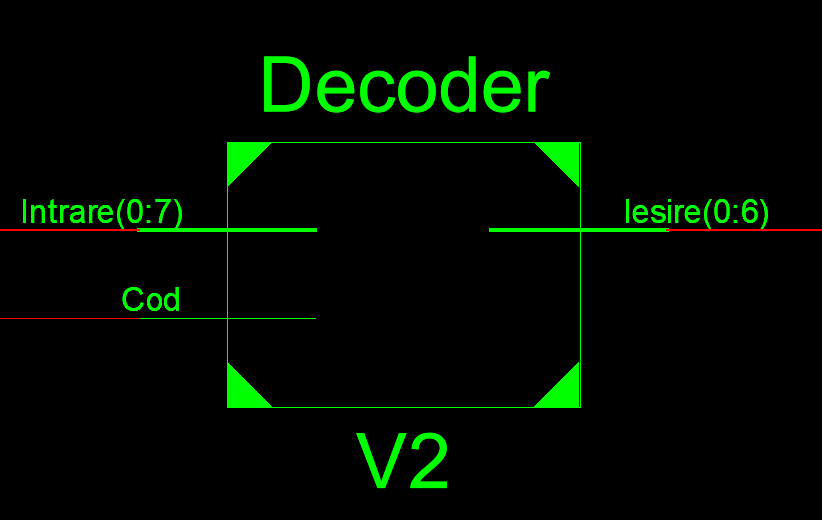 Decoder
Intrare(0:7)
Iesire(0:6)
Cod
V2